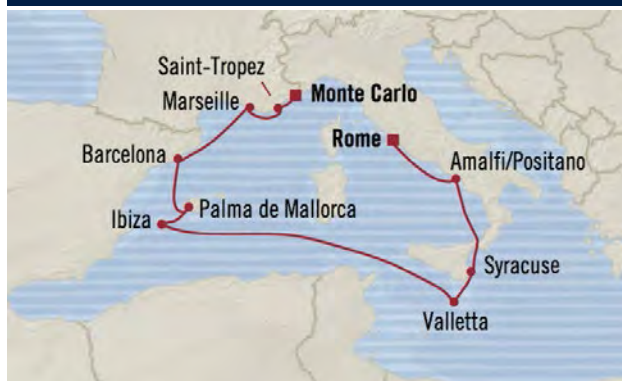 Saint-Tropez
Monte Carlo
Marseille
Rome
Barcelona
Amalfi/Positano
Palma de Mallorca
Ibiza
Syracuse
Valletta